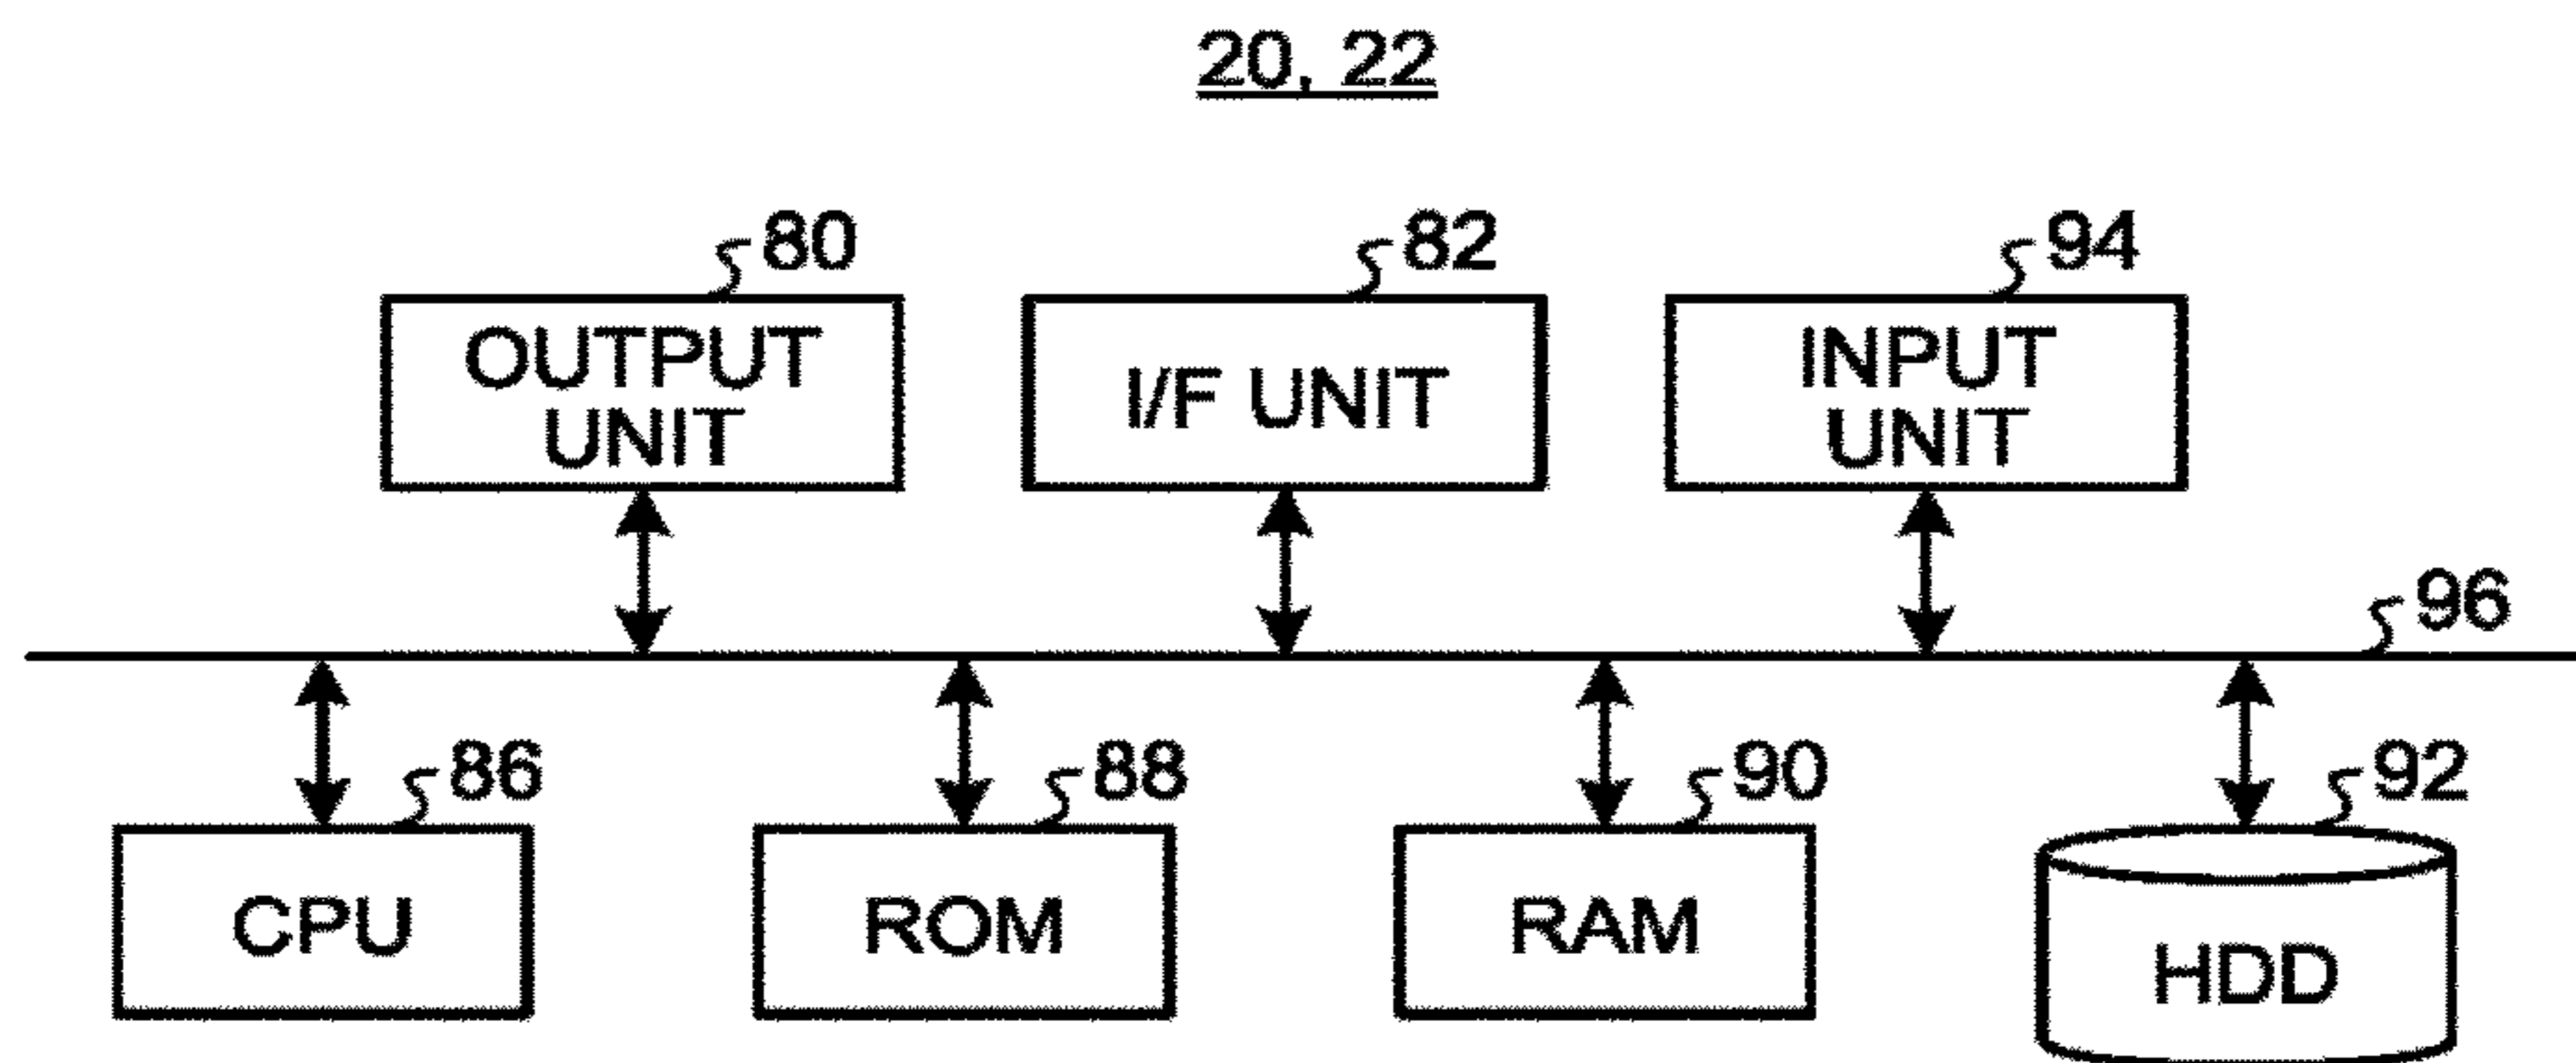 20, 22
80
82
94
OUTPUT
UNIT
I/F UNIT
INPUT
UNIT
96
86
88
90
92
CPU
ROM
RAM
HDD